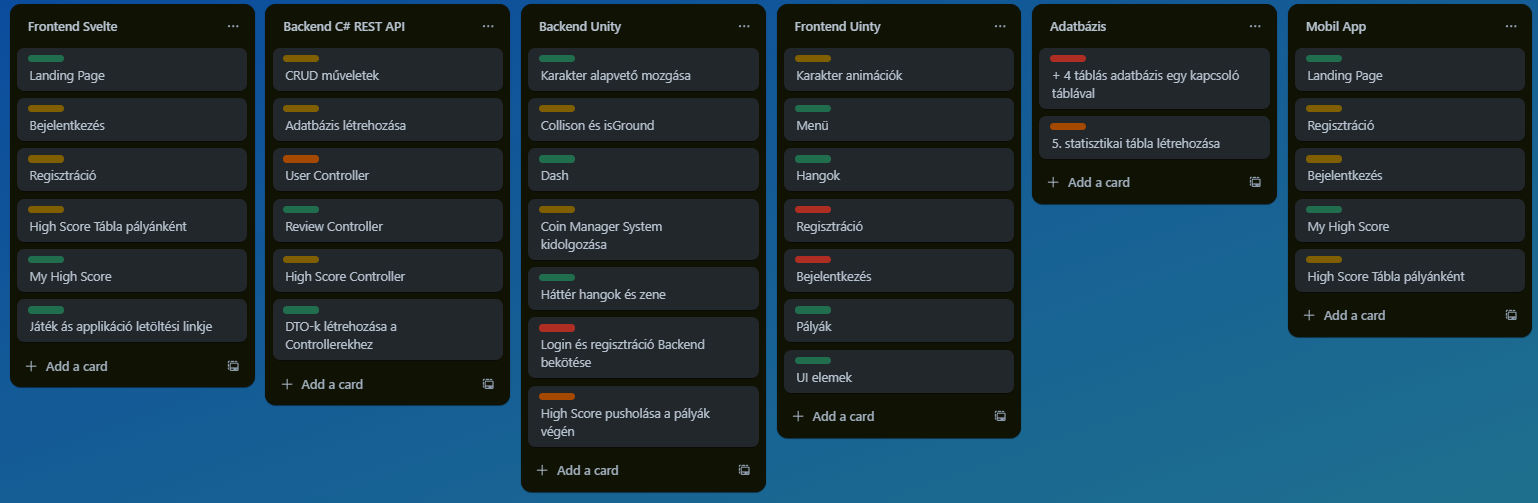 Frontend Svelte
Landing Page
Bejelentkezés
Regisztráció
High Score Tábla pályánként
My High Score
Játék ás applikáció letöltési linkje
+ Add a card
Backend C# REST API
CRUD műveletek
Adatbázis létrehozása
User Controller
Review Controller
High Score Controller
DTO-k létrehozása a
Controllerekhez
+ Add a card
Backend Unity
Karakter alapvető mozgása
Collison és isGround
Dash
Coin Manager System
kidolgozása
Háttér hangok és zene
Login és regisztráció Backend
bekötése
High Score pusholása a pályák
végén
+ Add a card
Frontend Uinty
Karakter animációk
Menü
Hangok
Regisztráció
Bejelentkezés
Pályák
UI elemek
+ Add a card
Adatbázis
+ 4 táblás adatbázis egy kapcsoló
táblával
5. statisztikai tábla létrehozása
+ Add a card
Mobil App
Landing Page
Regisztráció
Bejelentkezés
My High Score
High Score Tábla pályánként
+ Add a card